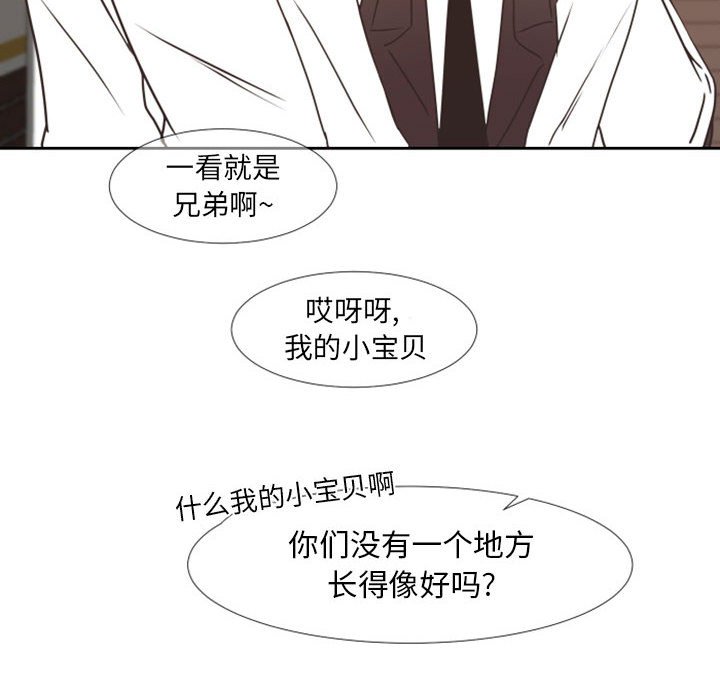 一看就是
兄弟啊~
哎呀呀,
我的小宝贝
什么我的小宝贝啊
你们没有一个地方
长得像好吗?